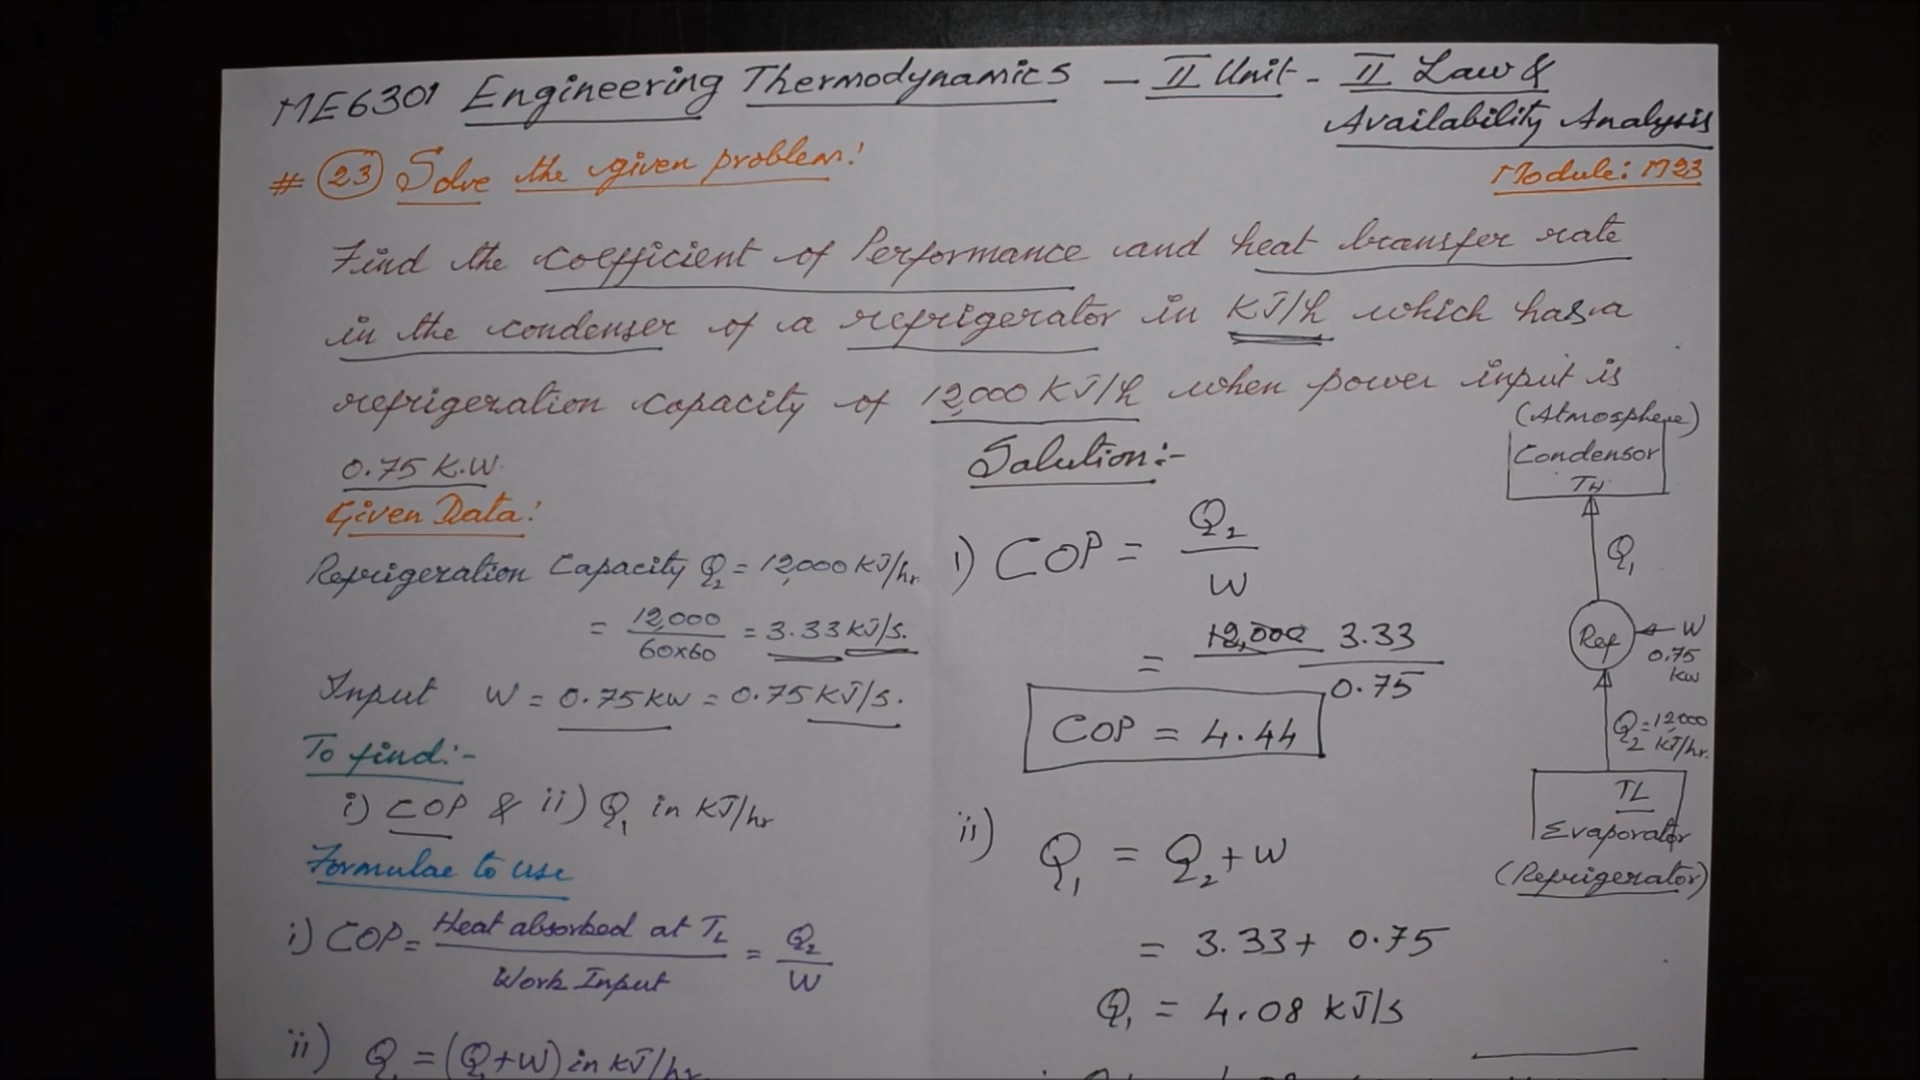 ME6301 Engineering Thermodynamics – II Unit - II Law &
Availability Analysis
# 23 Solve the given problem!
Module: M23
Find the coefficient of Performance and heat transfer rate
in the condenser of a refrigerator in KJ/h which has a
refrigeration capacity of 12,000 KJ/h when power input is
0.75 K.W.
Given Data:
Refrigeration Capacity Q2 = 12,000 KJ/hr.
= 12,000 / 60x60 = 3.33 kJ/s.
Input W = 0.75 kW = 0.75 KJ/s.
To find:-
i) COP & ii) Q1 in KJ/hr
Formulae to use
i) COP = Heat absorbed at TL / Work Input = Q2 / W
ii)
in KJ/hr.
Solution:-
i) COP = Q2 / W
= 12,000 3.33 / 0.75
COP = 4.44
ii) Q1 = Q2 + W
= 3.33 + 0.75
Q1 = 4.08 KJ/s
(Atmosphere)
Condensor
TH
Q1
Ref
W
0.75
KW
Q2 = 12,000
KJ/hr.
TL
Evaporator
(Refrigerator)